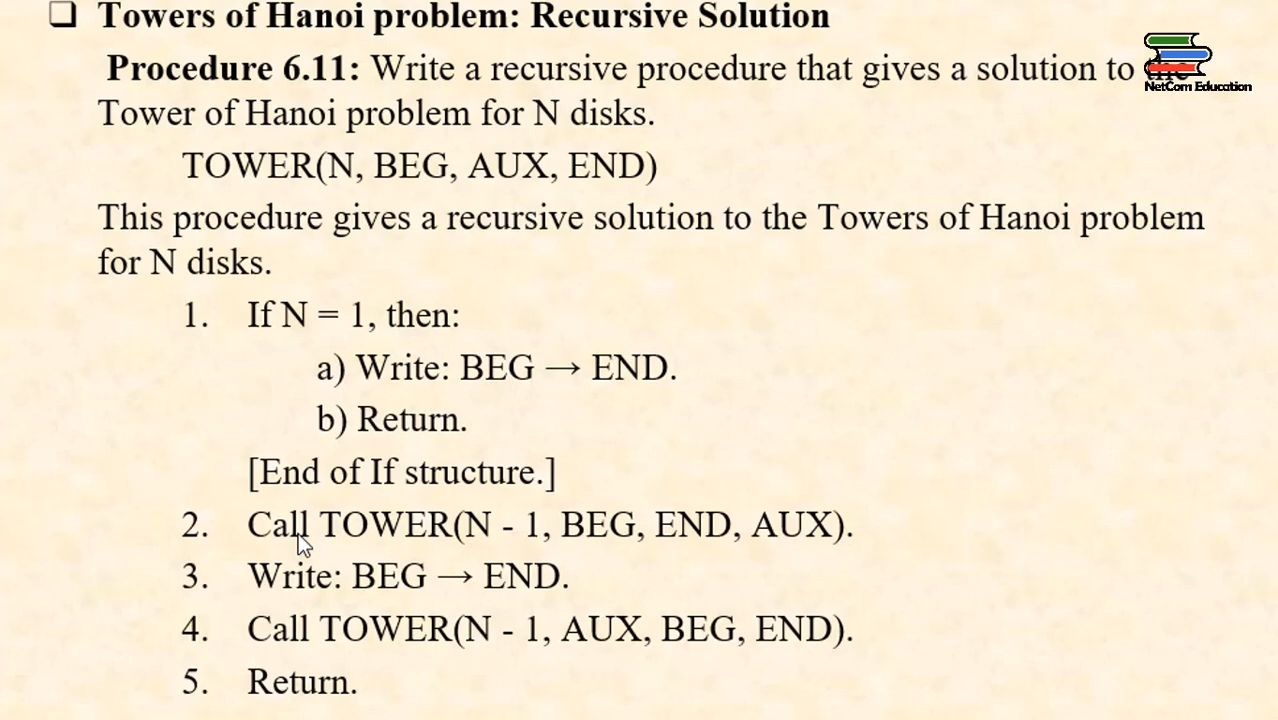 ❑ Towers of Hanoi problem: Recursive Solution
Procedure 6.11: Write a recursive procedure that gives a solution to the
Tower of Hanoi problem for N disks.
TOWER(N, BEG, AUX, END)
This procedure gives a recursive solution to the Towers of Hanoi problem
for N disks.
1. If N = 1, then:
a) Write: BEG → END.
b) Return.
[End of If structure.]
2. Call TOWER(N - 1, BEG, END, AUX).
3. Write: BEG → END.
4. Call TOWER(N - 1, AUX, BEG, END).
5. Return.
NetCom Education